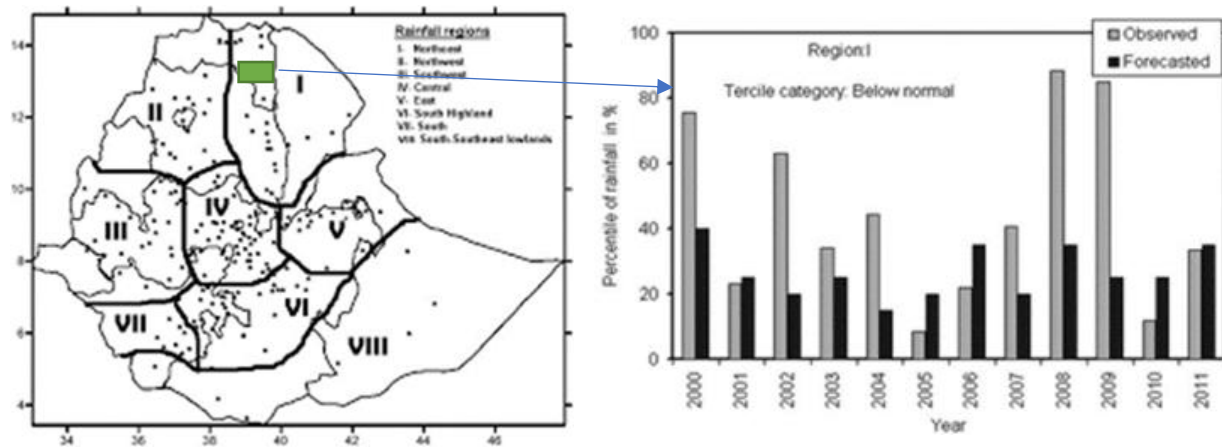 Rainfall regions
I- Northeast
II- Northwest
III- Southwest
IV- Central
V- East
VI- South Highland
VII- South
VIII- South-Southeast lowlands
I
II
III
IV
V
VI
VII
VIII
14
12
10
8
6
4
34
36
38
40
42
44
46
100
80
60
40
20
0
Percentile of rainfall in %
Region:I
Tercile category: Below normal
Observed
Forecasted
2000
2001
2002
2003
2004
2005
2006
2007
2008
2009
2010
2011
Year